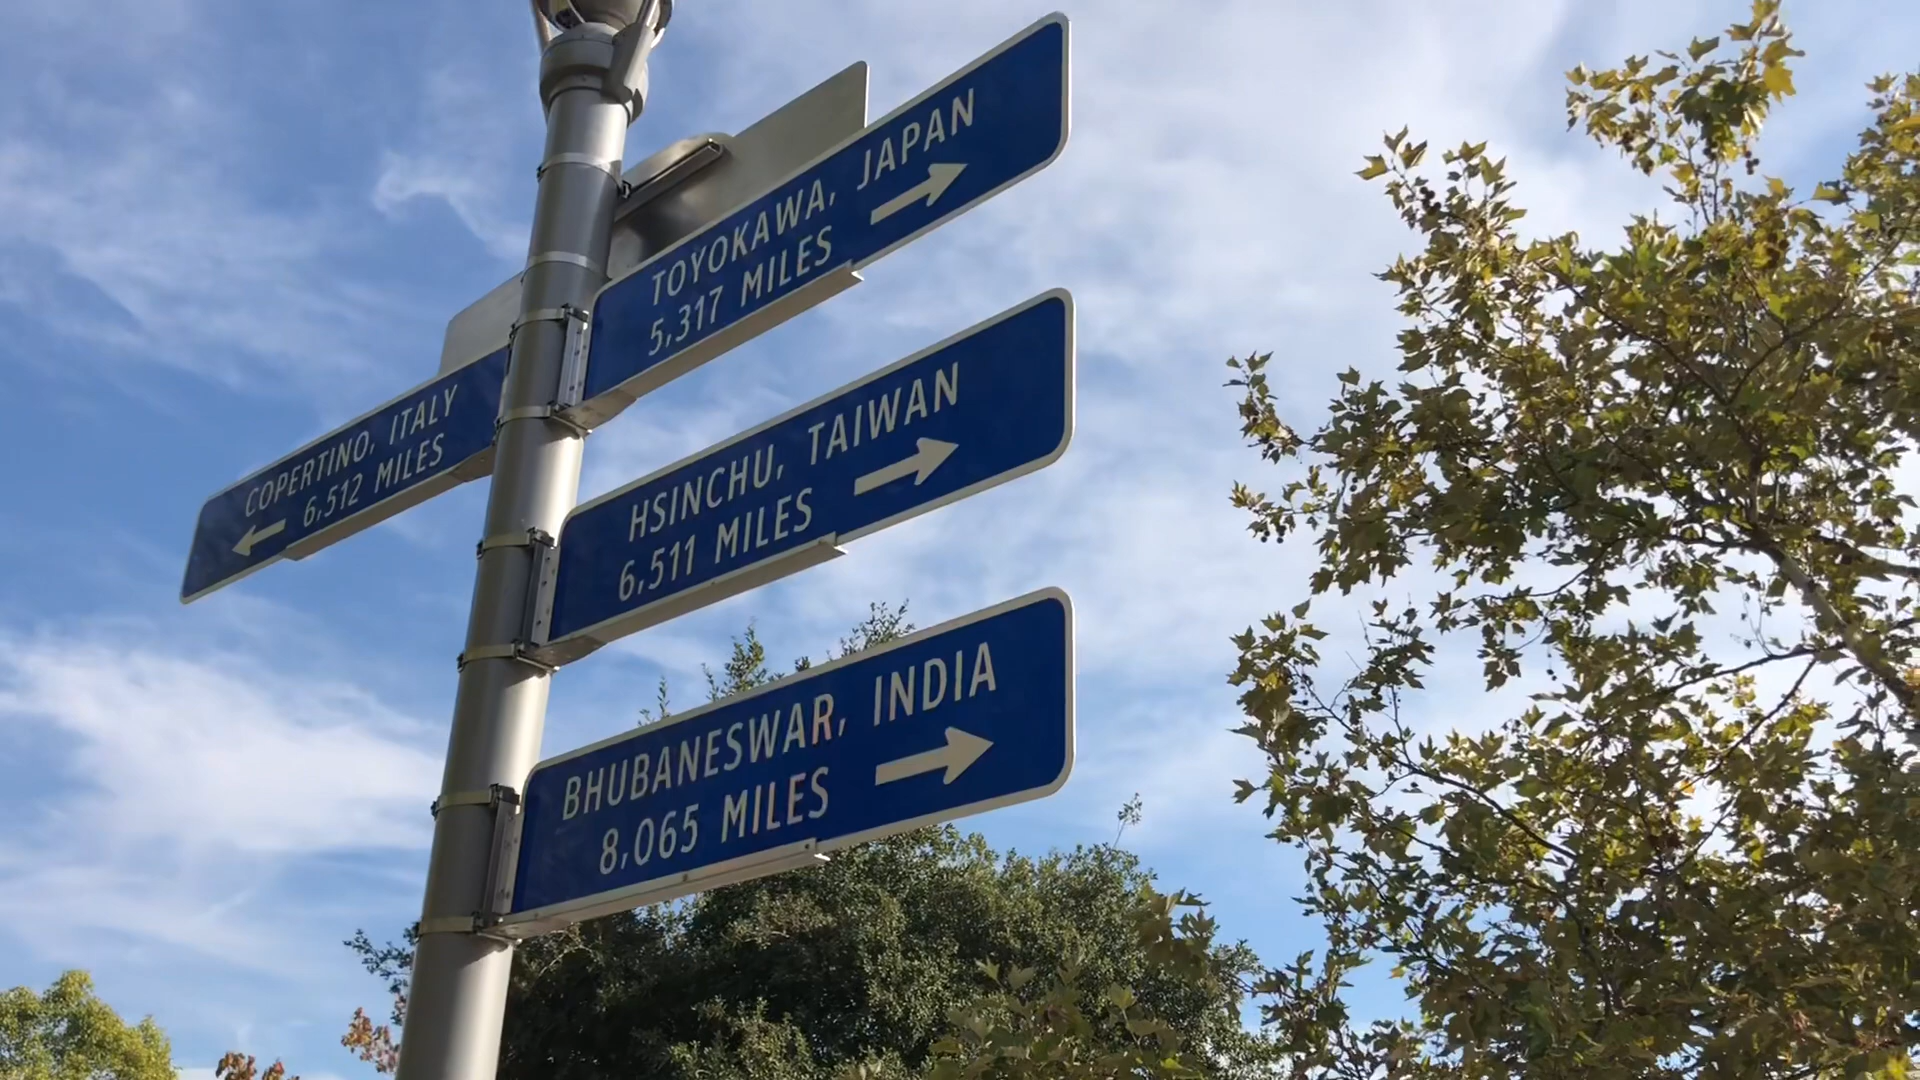 TOYOKAWA, JAPAN
5,317 MILES
COPERTINO, ITALY
6,512 MILES
HSINCHU, TAIWAN
6,511 MILES
BHUBANESWAR, INDIA
8,065 MILES